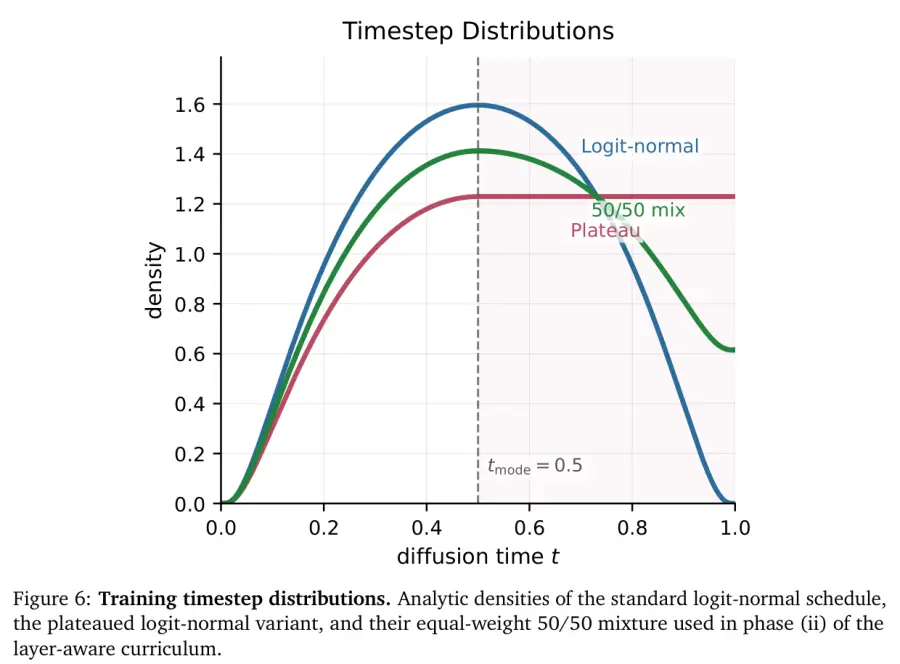 Timestep Distributions
density
1.6
1.4
1.2
1.0
0.8
0.6
0.4
0.2
0.0
Logit-normal
50/50 mix
Plateau
t_mode = 0.5
0.0 0.2 0.4 0.6 0.8 1.0
diffusion time t
Figure 6: Training timestep distributions. Analytic densities of the standard logit-normal schedule,
the plateaued logit-normal variant, and their equal-weight 50/50 mixture used in phase (ii) of the
layer-aware curriculum.